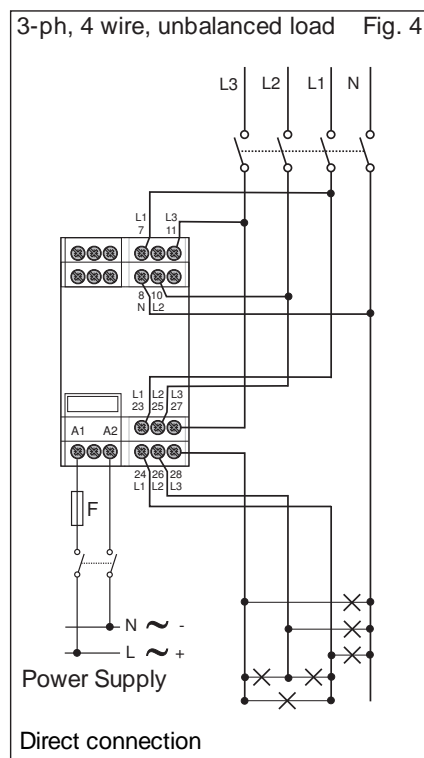 3-ph, 4 wire, unbalanced load Fig. 4
L3 L2 L1 N
L1 L3
7 11
8 10
N L2
L1 L2 L3
23 25 27
A1 A2
24 26 28
L1 L2 L3
F
N ~ -
L ~ +
Power Supply
Direct connection